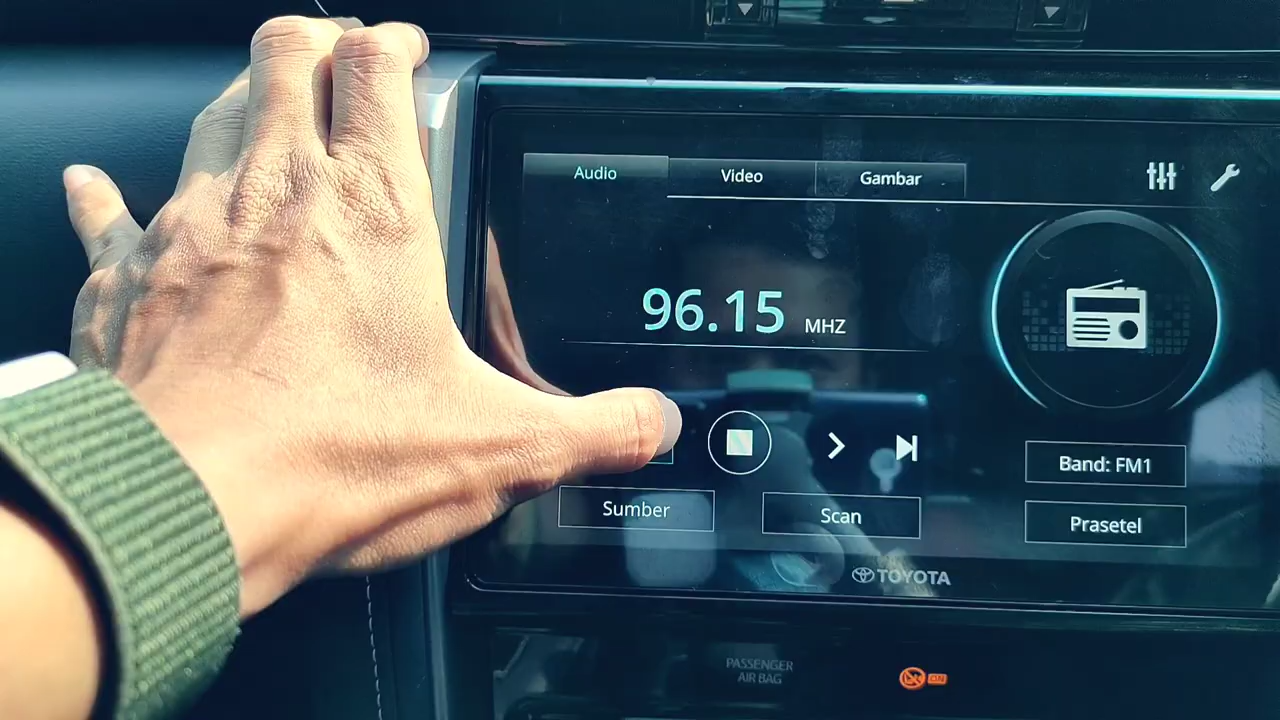 Audio
Video
Gambar
96.15 MHZ
Band: FM1
Sumber
Scan
Prasetel
TOYOTA
PASSENGER
AIR BAG
ON